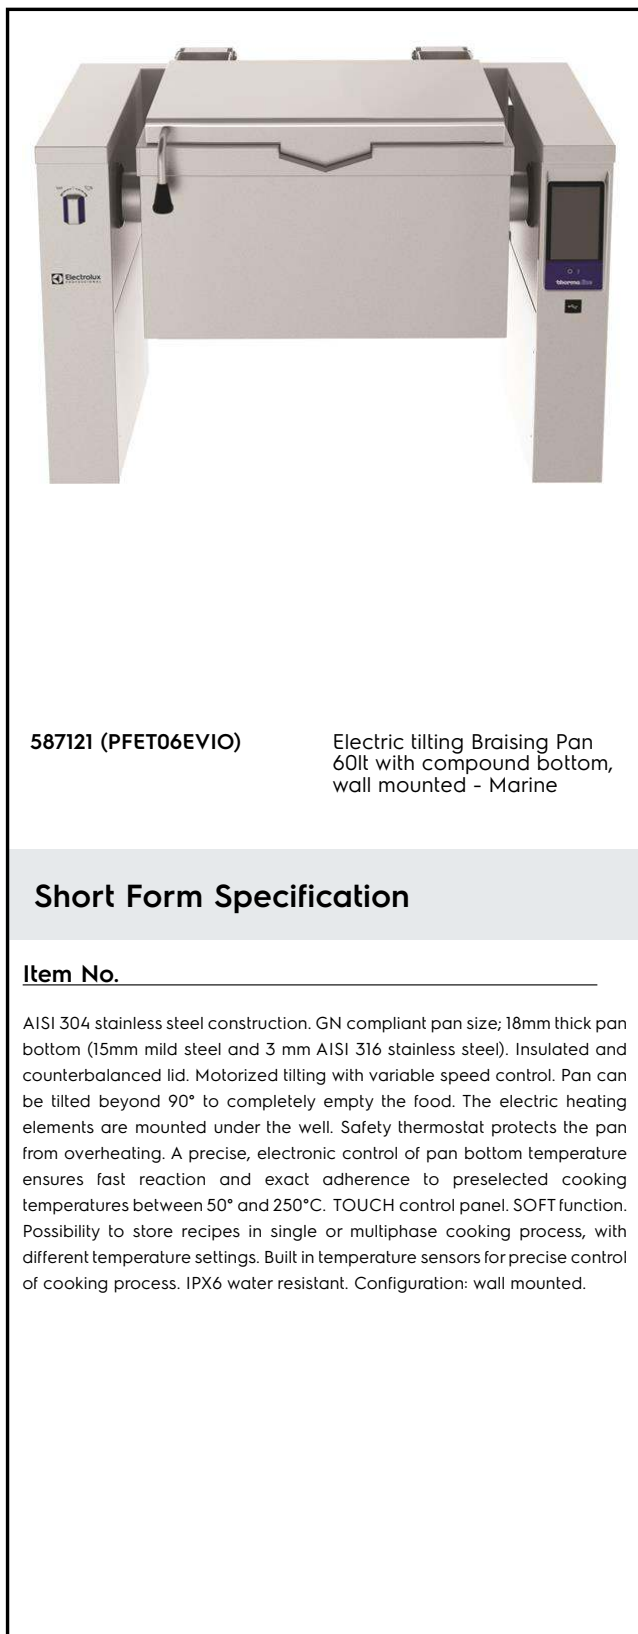 Electrolux
PROFESSIONAL
thermaline
587121 (PFET06EVIO)
Electric tilting Braising Pan
60lt with compound bottom,
wall mounted - Marine
Short Form Specification
Item No.
AISI 304 stainless steel construction. GN compliant pan size; 18mm thick pan
bottom (15mm mild steel and 3 mm AISI 316 stainless steel). Insulated and
counterbalanced lid. Motorized tilting with variable speed control. Pan can
be tilted beyond 90° to completely empty the food. The electric heating
elements are mounted under the well. Safety thermostat protects the pan
from overheating. A precise, electronic control of pan bottom temperature
ensures fast reaction and exact adherence to preselected cooking
temperatures between 50° and 250°C. TOUCH control panel. SOFT function.
Possibility to store recipes in single or multiphase cooking process, with
different temperature settings. Built in temperature sensors for precise control
of cooking process. IPX6 water resistant. Configuration: wall mounted.